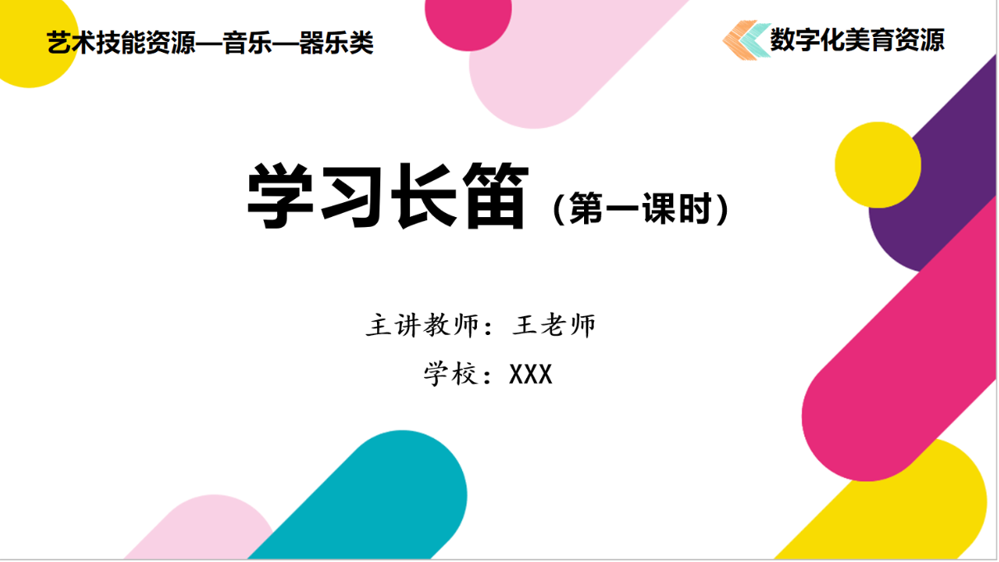 艺术技能资源—音乐—器乐类
数字化美育资源
学习长笛（第一课时）
主讲教师：王老师
学校：XXX